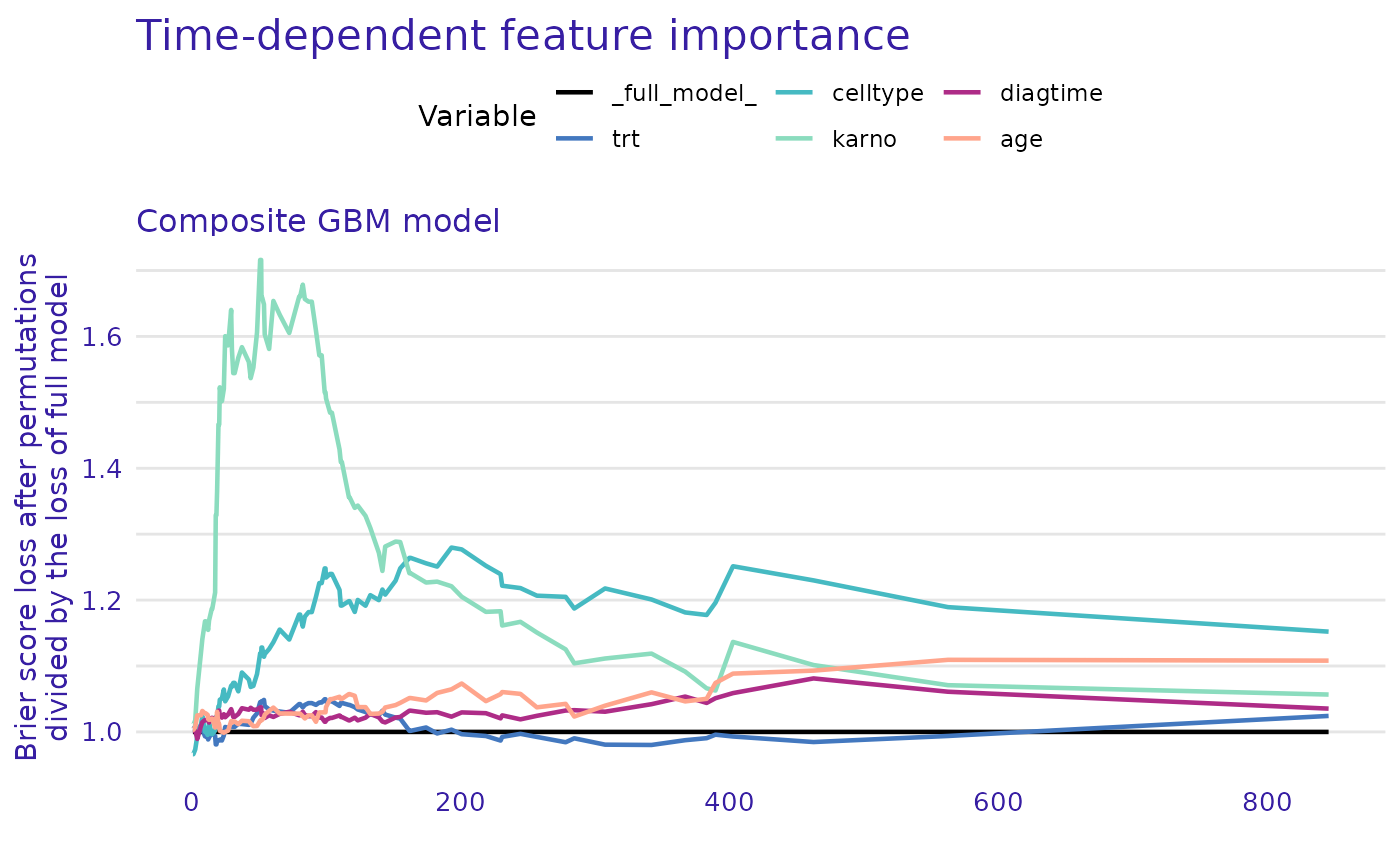 Time-dependent feature importance
Variable
_full_model_
celltype
diagtime
trt
karno
age
Composite GBM model
Brier score loss after permutations
divided by the loss of full model
1.6
1.4
1.2
1.0
0
200
400
600
800